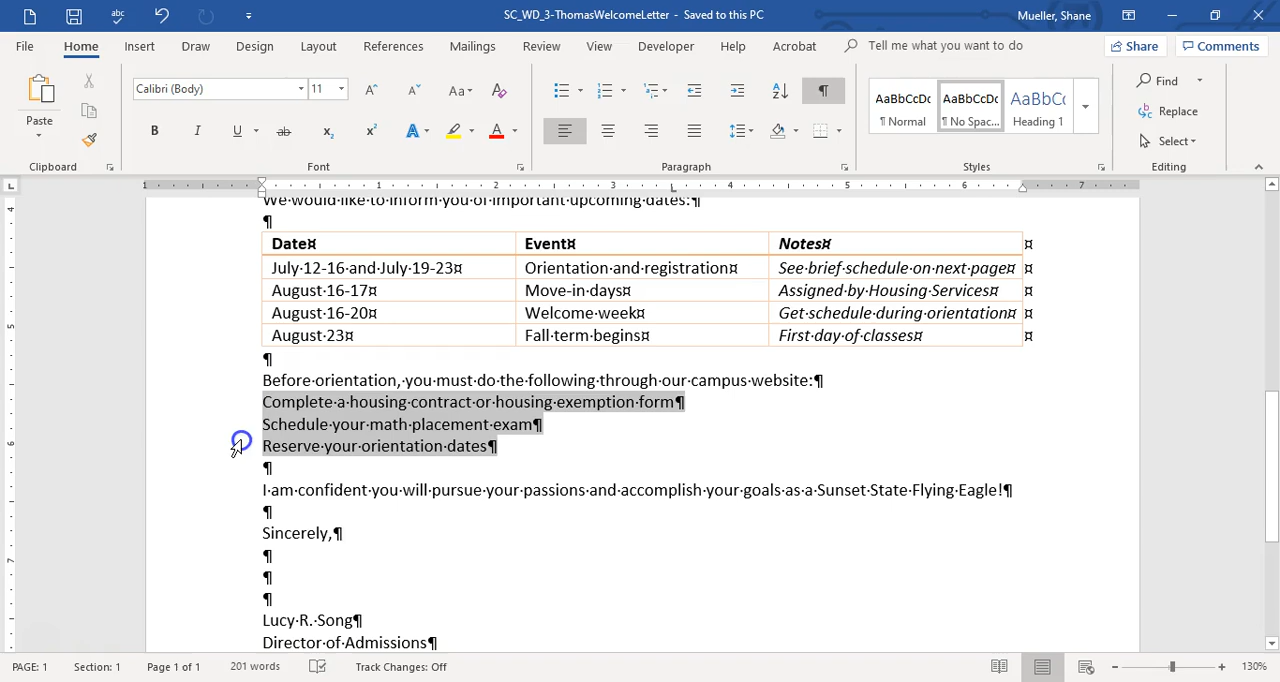 SC_WD_3-ThomasWelcomeLetter - Saved to this PC
Mueller, Shane
File Home Insert Draw Design Layout References Mailings Review View Developer Help Acrobat Tell me what you want to do Share Comments
Calibri (Body) 11
Paste
Clipboard
Font
Paragraph
AaBbCcDc AaBbCcDc AaBbCc
¶ Normal ¶ No Spac... Heading 1
Styles
Find
Replace
Select
Editing
1 1 2 3 4 5 6 7
We·would·like·to·inform·you·of·important·upcoming·dates:¶
¶
Date¤ Event¤ Notes¤ ¤
July·12-16·and·July·19-23¤ Orientation·and·registration¤ See·brief·schedule·on·next·page¤ ¤
August·16-17¤ Move-in·days¤ Assigned·by·Housing·Services¤ ¤
August·16-20¤ Welcome·week¤ Get·schedule·during·orientation¤ ¤
August·23¤ Fall·term·begins¤ First·day·of·classes¤ ¤
¶
Before·orientation,·you·must·do·the·following·through·our·campus·website:¶
Complete·a·housing·contract·or·housing·exemption·form¶
Schedule·your·math·placement·exam¶
Reserve·your·orientation·dates¶
¶
I·am·confident·you·will·pursue·your·passions·and·accomplish·your·goals·as·a·Sunset·State·Flying·Eagle!¶
¶
Sincerely,¶
¶
¶
¶
Lucy·R.·Song¶
Director·of·Admissions¶
PAGE: 1 Section: 1 Page 1 of 1 201 words Track Changes: Off 130%